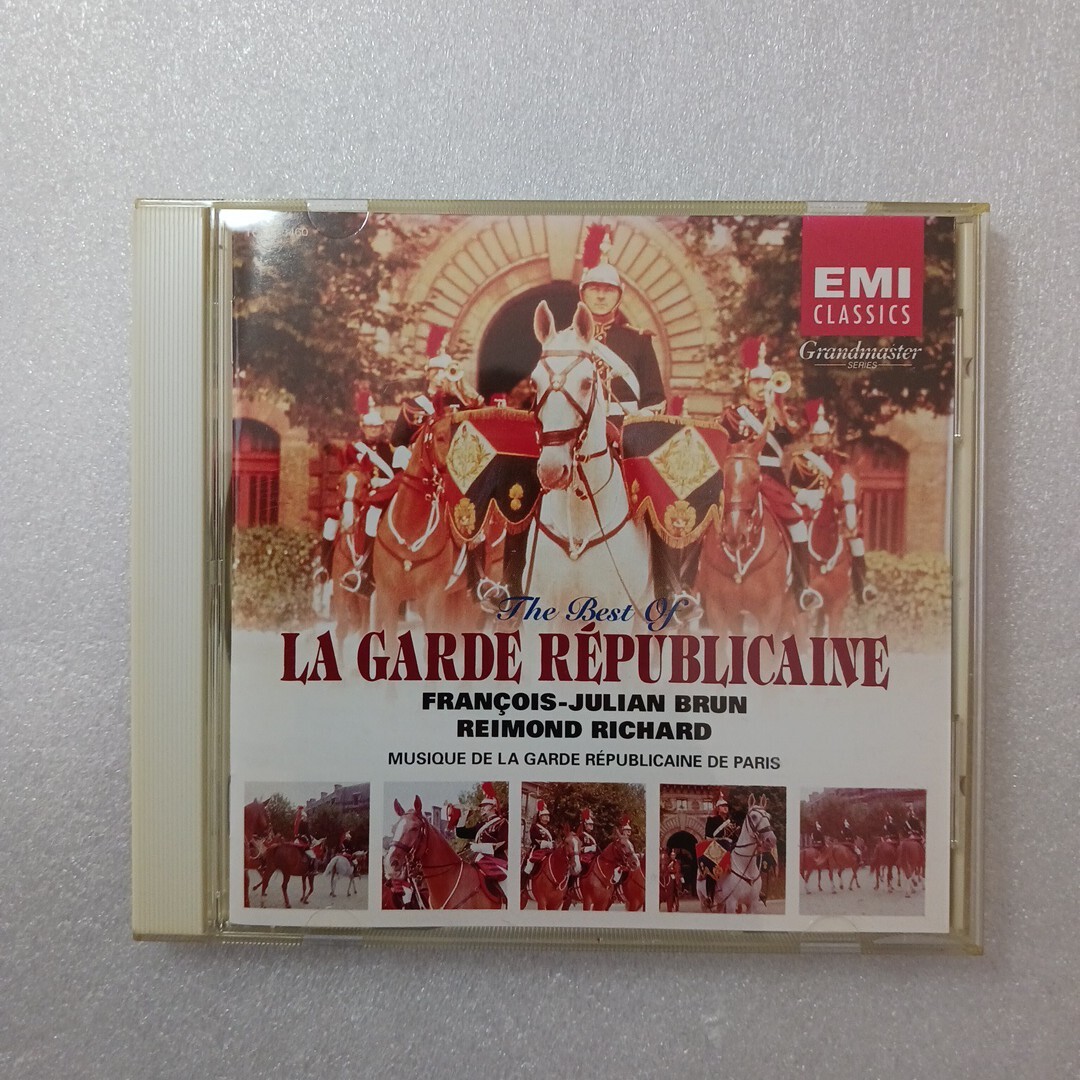 EMI
CLASSICS
Grandmaster
SERIES
The Best Of
LA GARDE RÉPUBLICAINE
FRANÇOIS-JULIAN BRUN
REIMOND RICHARD
MUSIQUE DE LA GARDE RÉPUBLICAINE DE PARIS